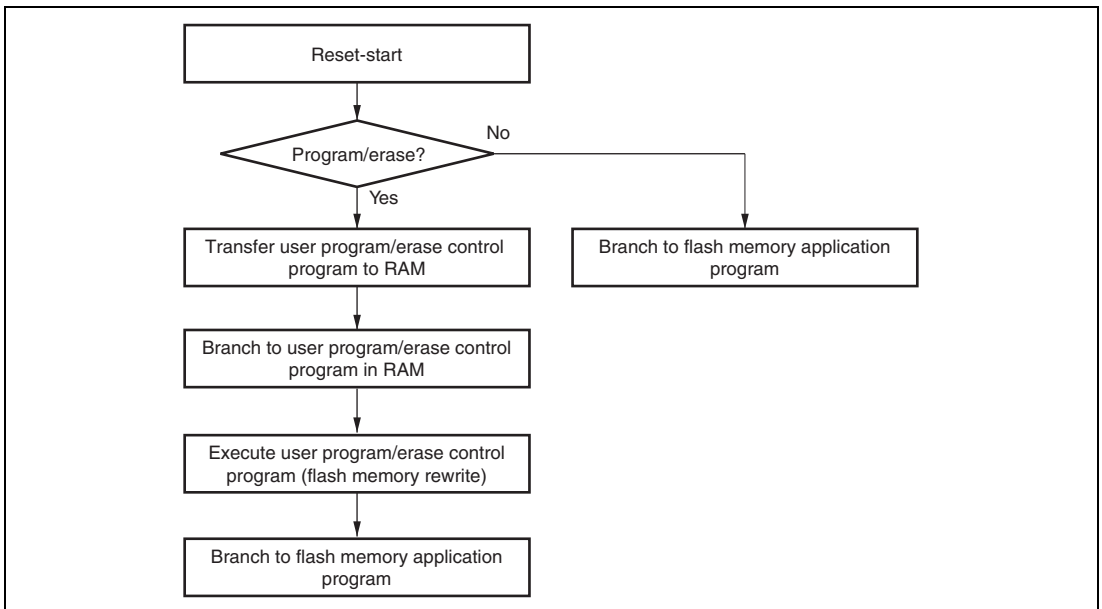 Reset-start
No
Program/erase?
Yes
Transfer user program/erase control
program to RAM
Branch to flash memory application
program
Branch to user program/erase control
program in RAM
Execute user program/erase control
program (flash memory rewrite)
Branch to flash memory application
program